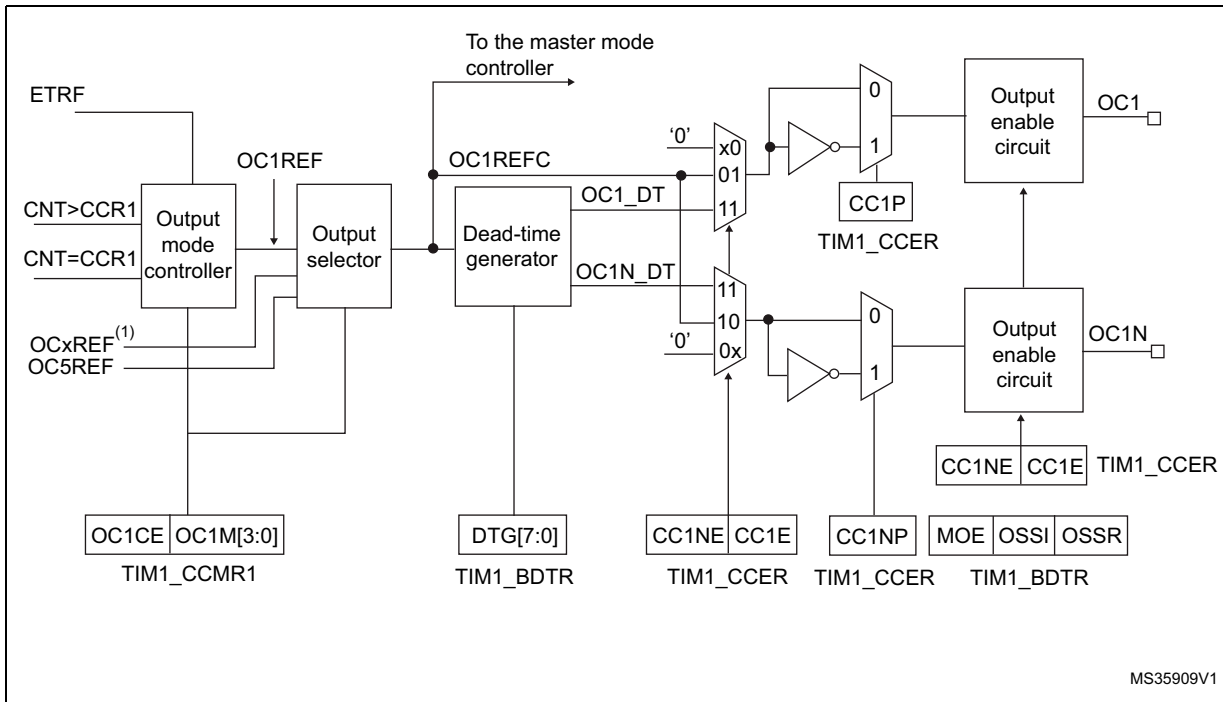 To the master mode
controller
ETRF
OC1REF
OC1REFC
CNT>CCR1
CNT=CCR1
Output
mode
controller
Output
selector
OCxREF(1)
OC5REF
Dead-time
generator
OC1_DT
OC1N_DT
'0'
x0
01
11
11
10
'0'
0x
0
1
CC1P
TIM1_CCER
0
1
Output
enable
circuit
OC1
Output
enable
circuit
OC1N
CC1NE CC1E TIM1_CCER
OC1CE OC1M[3:0]
TIM1_CCMR1
DTG[7:0]
TIM1_BDTR
CC1NE CC1E
TIM1_CCER
CC1NP
TIM1_CCER
MOE OSSI OSSR
TIM1_BDTR
MS35909V1